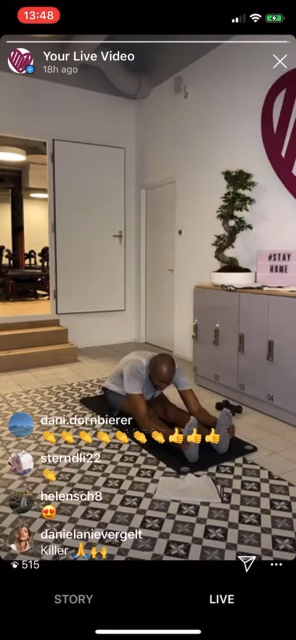 13:48
Your Live Video
18h ago
#STAY
HOME
dani.dornbierer
👏👏👏👏👏👏👏👍👍👍
sterndli22
👏
helensch8
😍
danielanievergelt
Killer 🙏🙌
515
STORY
LIVE